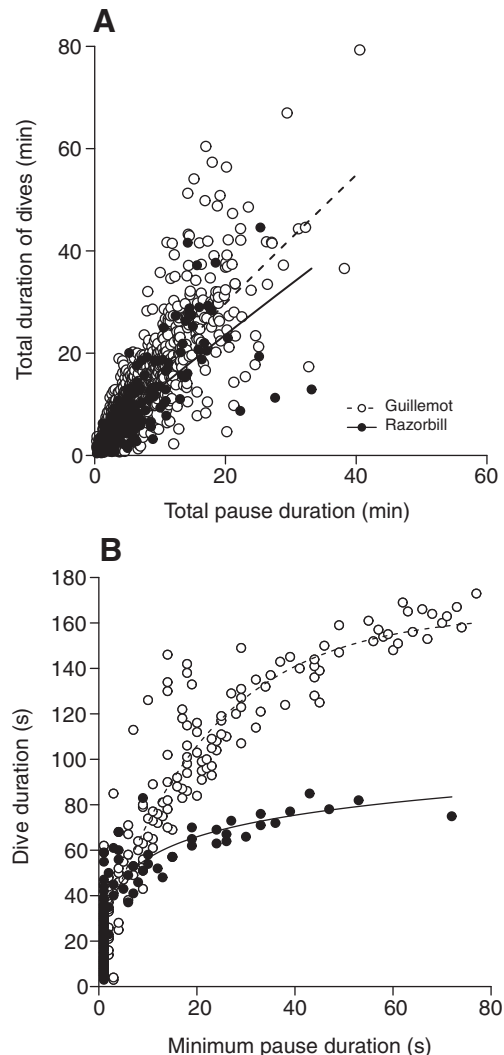 A
80
60
40
20
0
Total duration of dives (min)
Guillemot
Razorbill
0 20 40 60
Total pause duration (min)
B
180
160
140
120
100
80
60
40
20
0
Dive duration (s)
0 20 40 60 80
Minimum pause duration (s)